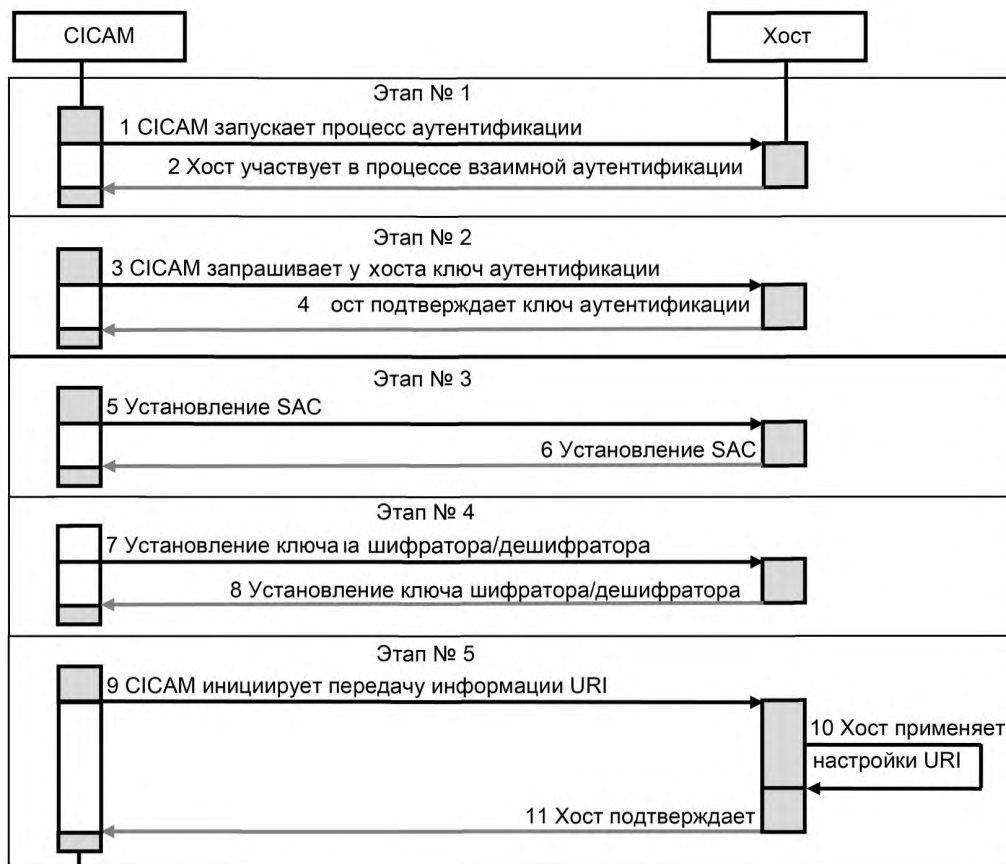 CICAM
Хост
Этап № 1
1 CICAM запускает процесс аутентификации
2 Хост участвует в процессе взаимной аутентификации
Этап № 2
3 CICAM запрашивает у хоста ключ аутентификации
4 ост подтверждает ключ аутентификации
Этап № 3
5 Установление SAC
6 Установление SAC
Этап № 4
7 Установление ключа ıа шифратора/дешифратора
8 Установление ключа шифратора/дешифратора
Этап № 5
9 CICAM инициирует передачу информации URI
10 Хост применяет
настройки URI
11 Хост подтверждает